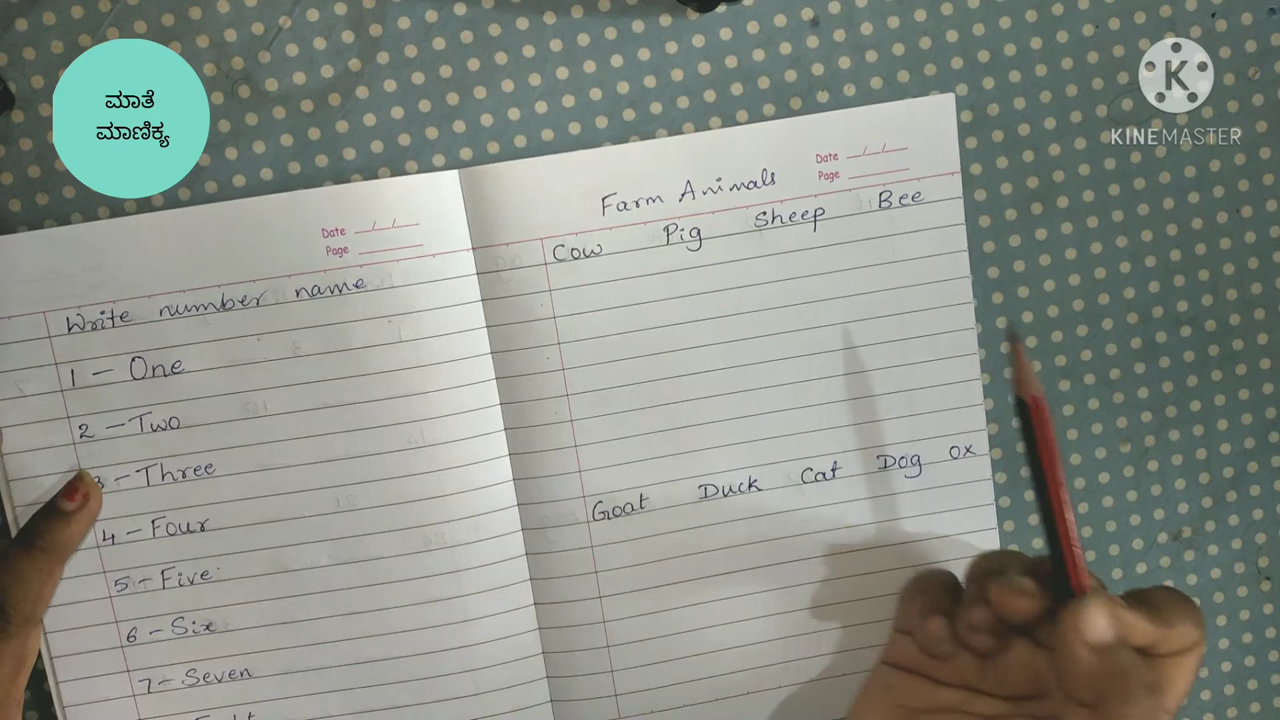 ಮಾತೆ
ಮಾಣಿಕ್ಯ
K
KINEMASTER
Date
Page
Write number name
1 - One
2 - Two
3 - Three
4 - Four
5 - Five
6 - Six
7 - Seven
Date
Page
Farm Animals
Cow Pig Sheep Bee
Goat Duck Cat Dog Ox